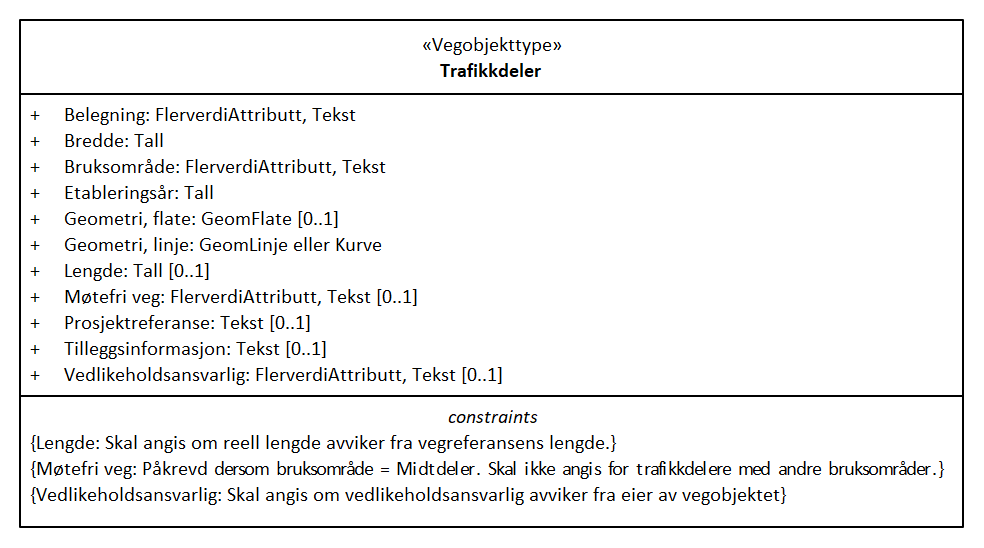 «Vegobjekttype»
Trafikkdeler
+ Belegning: FlerverdiAttributt, Tekst
+ Bredde: Tall
+ Bruksområde: FlerverdiAttributt, Tekst
+ Etableringsår: Tall
+ Geometri, flate: GeomFlate [0..1]
+ Geometri, linje: GeomLinje eller Kurve
+ Lengde: Tall [0..1]
+ Møtefri veg: FlerverdiAttributt, Tekst [0..1]
+ Prosjektreferanse: Tekst [0..1]
+ Tilleggsinformasjon: Tekst [0..1]
+ Vedlikeholdsansvarlig: FlerverdiAttributt, Tekst [0..1]
constraints
{Lengde: Skal angis om reell lengde avviker fra vegreferansens lengde.}
{Møtefri veg: Påkrevd dersom bruksområde = Midtdeler. Skal ikke angis for trafikkdelere med andre bruksområder.}
{Vedlikeholdsansvarlig: Skal angis om vedlikeholdsansvarlig avviker fra eier av vegobjektet}